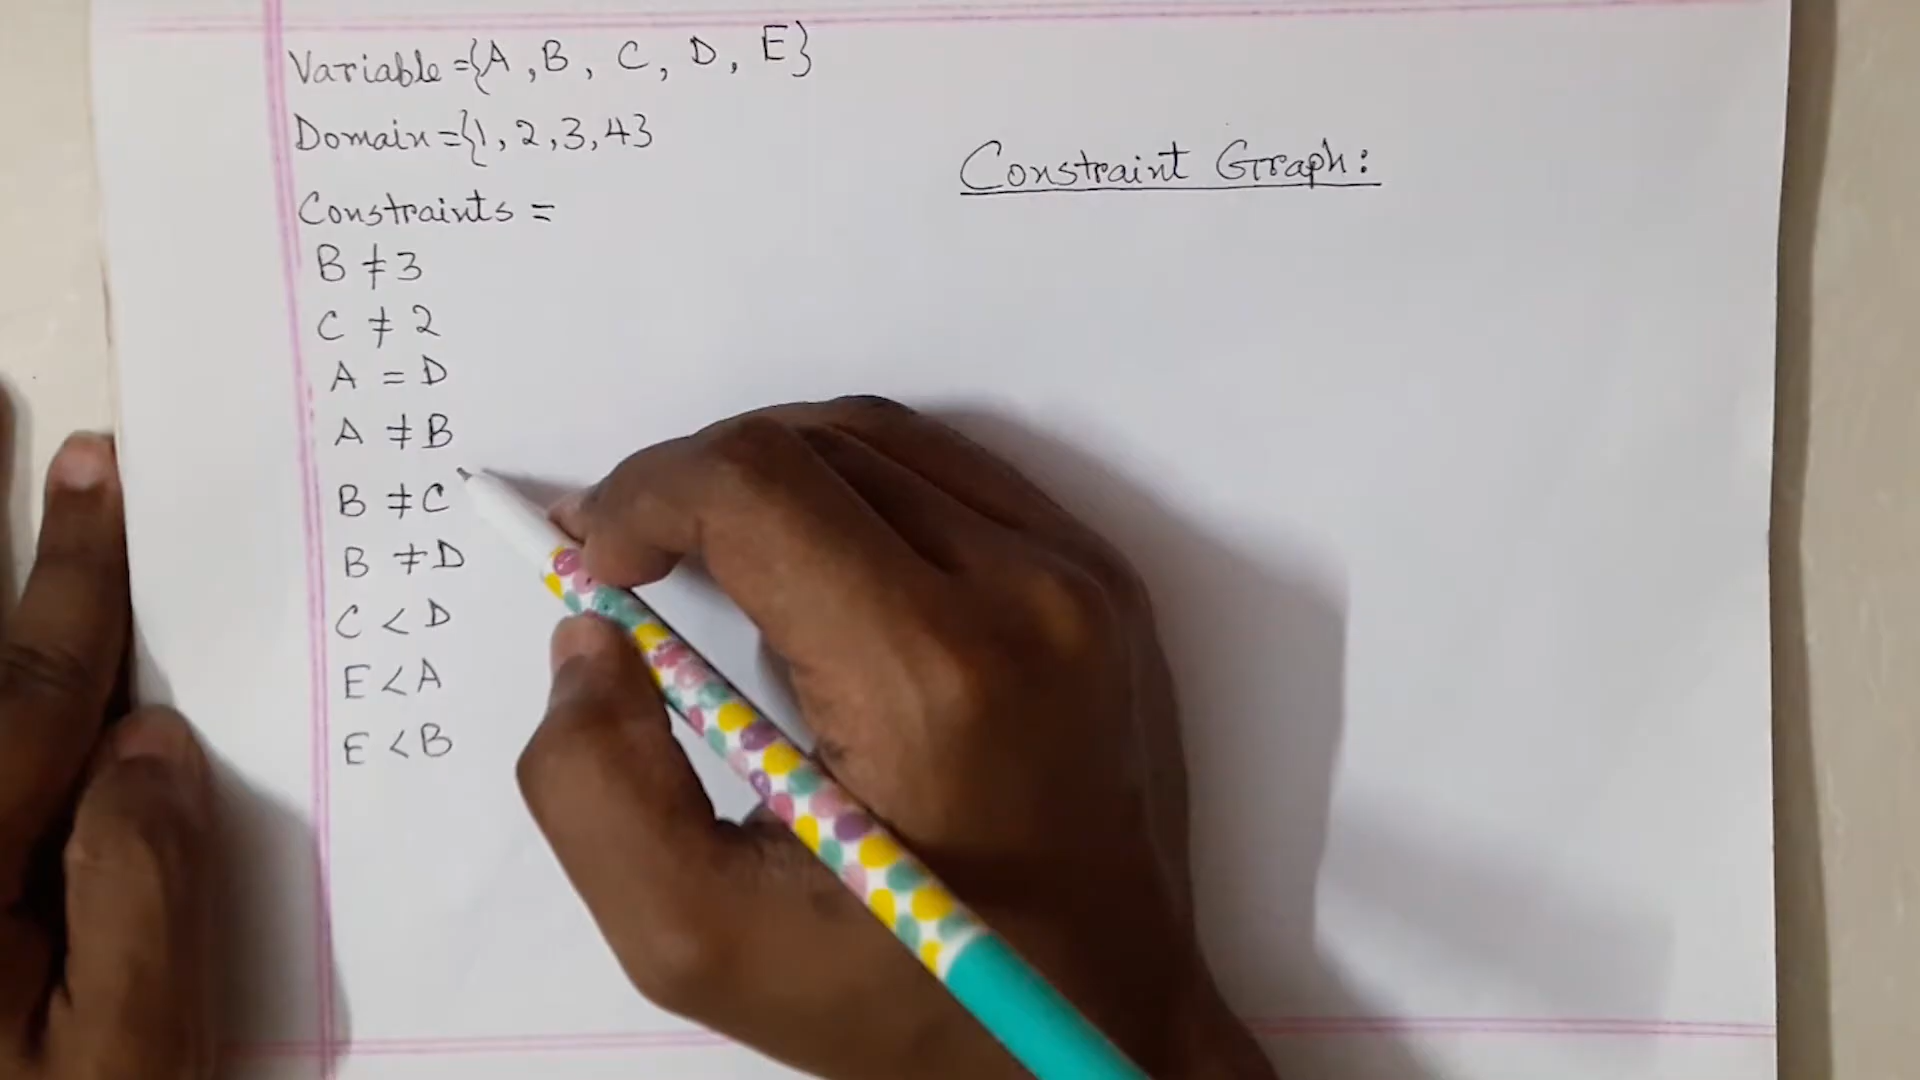 Variable={A, B, C, D, E}
Domain={1, 2, 3, 4}
Constraint Graph:
Constraints =
B ≠ 3
C ≠ 2
A = D
A ≠ B
B ≠ C
B ≠ D
C < D
E < A
E < B